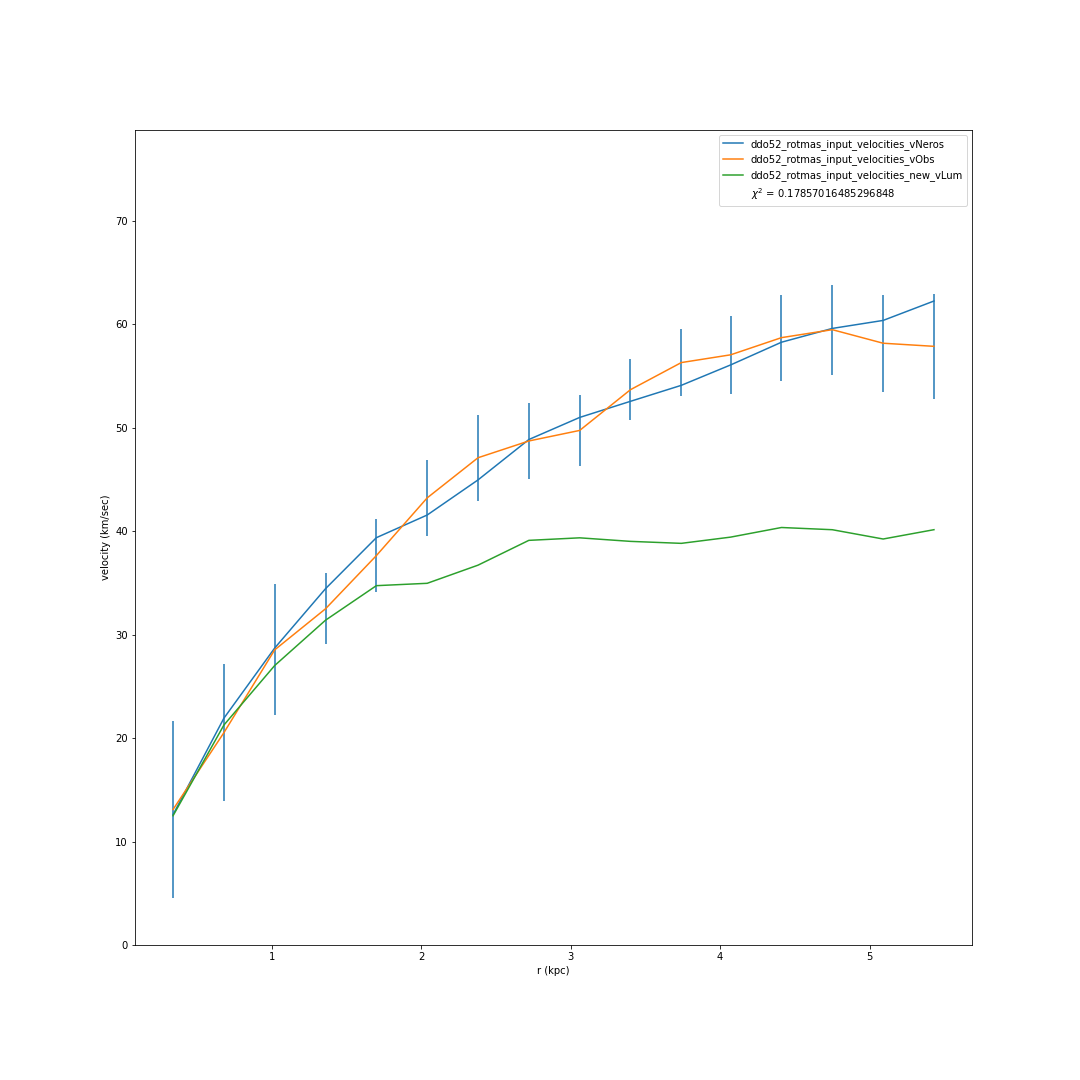 ddo52_rotmas_input_velocities_vNeros
ddo52_rotmas_input_velocities_vObs
ddo52_rotmas_input_velocities_new_vLum
χ² = 0.17857016485296848
70
60
50
40
30
20
10
0
velocity (km/sec)
1 2 3 4 5
r (kpc)